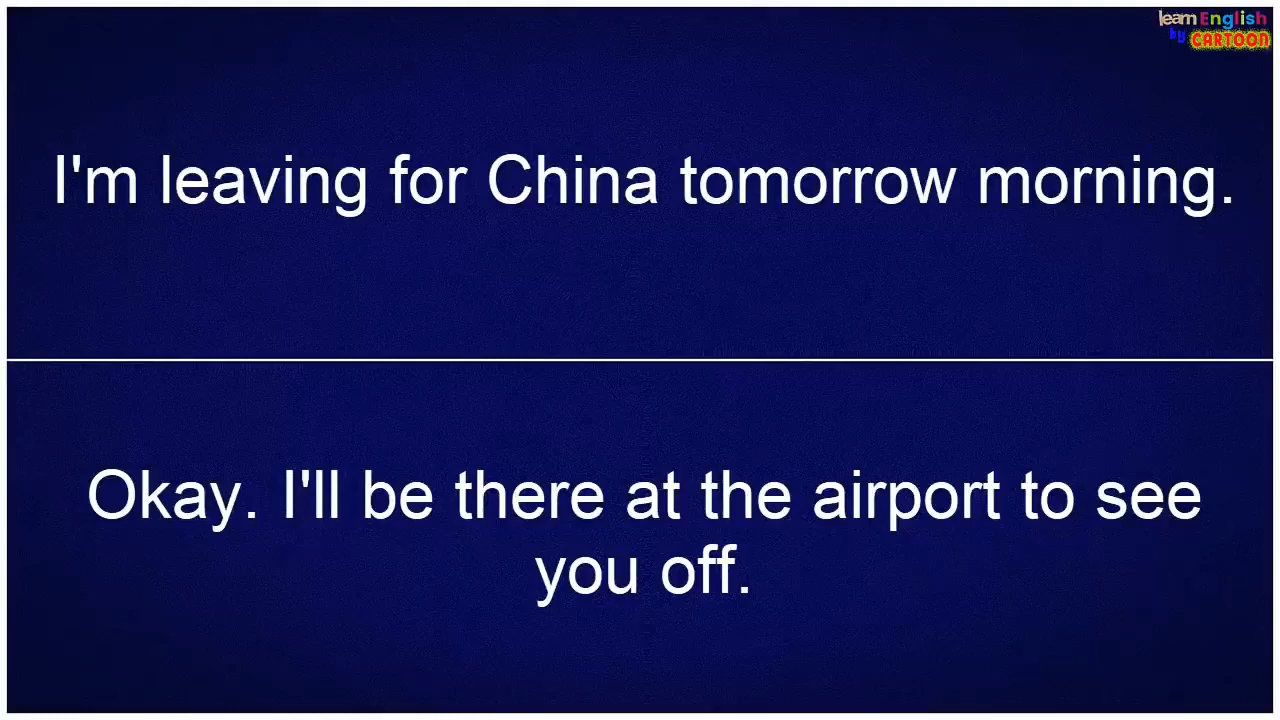 learn English
by CARTOON
I'm leaving for China tomorrow morning.
Okay. I'll be there at the airport to see
you off.